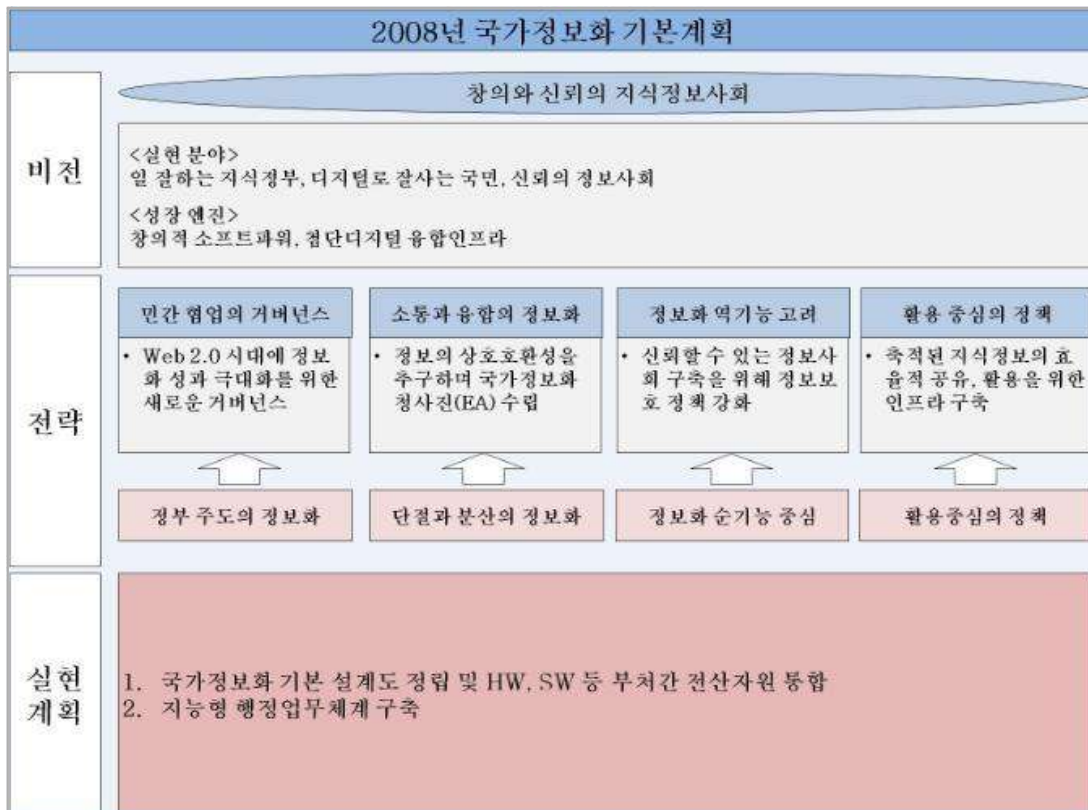 2008년 국가정보화 기본계획
비전
창의와 신뢰의 지식정보사회
<실현 분야>
일 잘하는 지식정부, 디지털로 잘사는 국민, 신뢰의 정보사회
<성장 엔진>
창의적 소프트파워, 첨단디지털 융합인프라
전략
민간 협업의 거버넌스
• Web 2.0 시대에 정보
화 성과 극대화를 위한
새로운 거버넌스
정부 주도의 정보화
소통과 융합의 정보화
• 정보의 상호호환성을
추구하며 국가정보화
청사진(EA) 수립
단절과 분산의 정보화
정보화 역기능 고려
• 신뢰할 수 있는 정보사
회 구축을 위해 정보보
호 정책 강화
정보화 순기능 중심
활용 중심의 정책
• 축적된 지식정보의 효
율적 공유, 활용을 위한
인프라 구축
활용중심의 정책
실현
계획
1. 국가정보화 기본 설계도 정립 및 HW, SW 등 부처간 전산자원 통합
2. 지능형 행정업무체계 구축